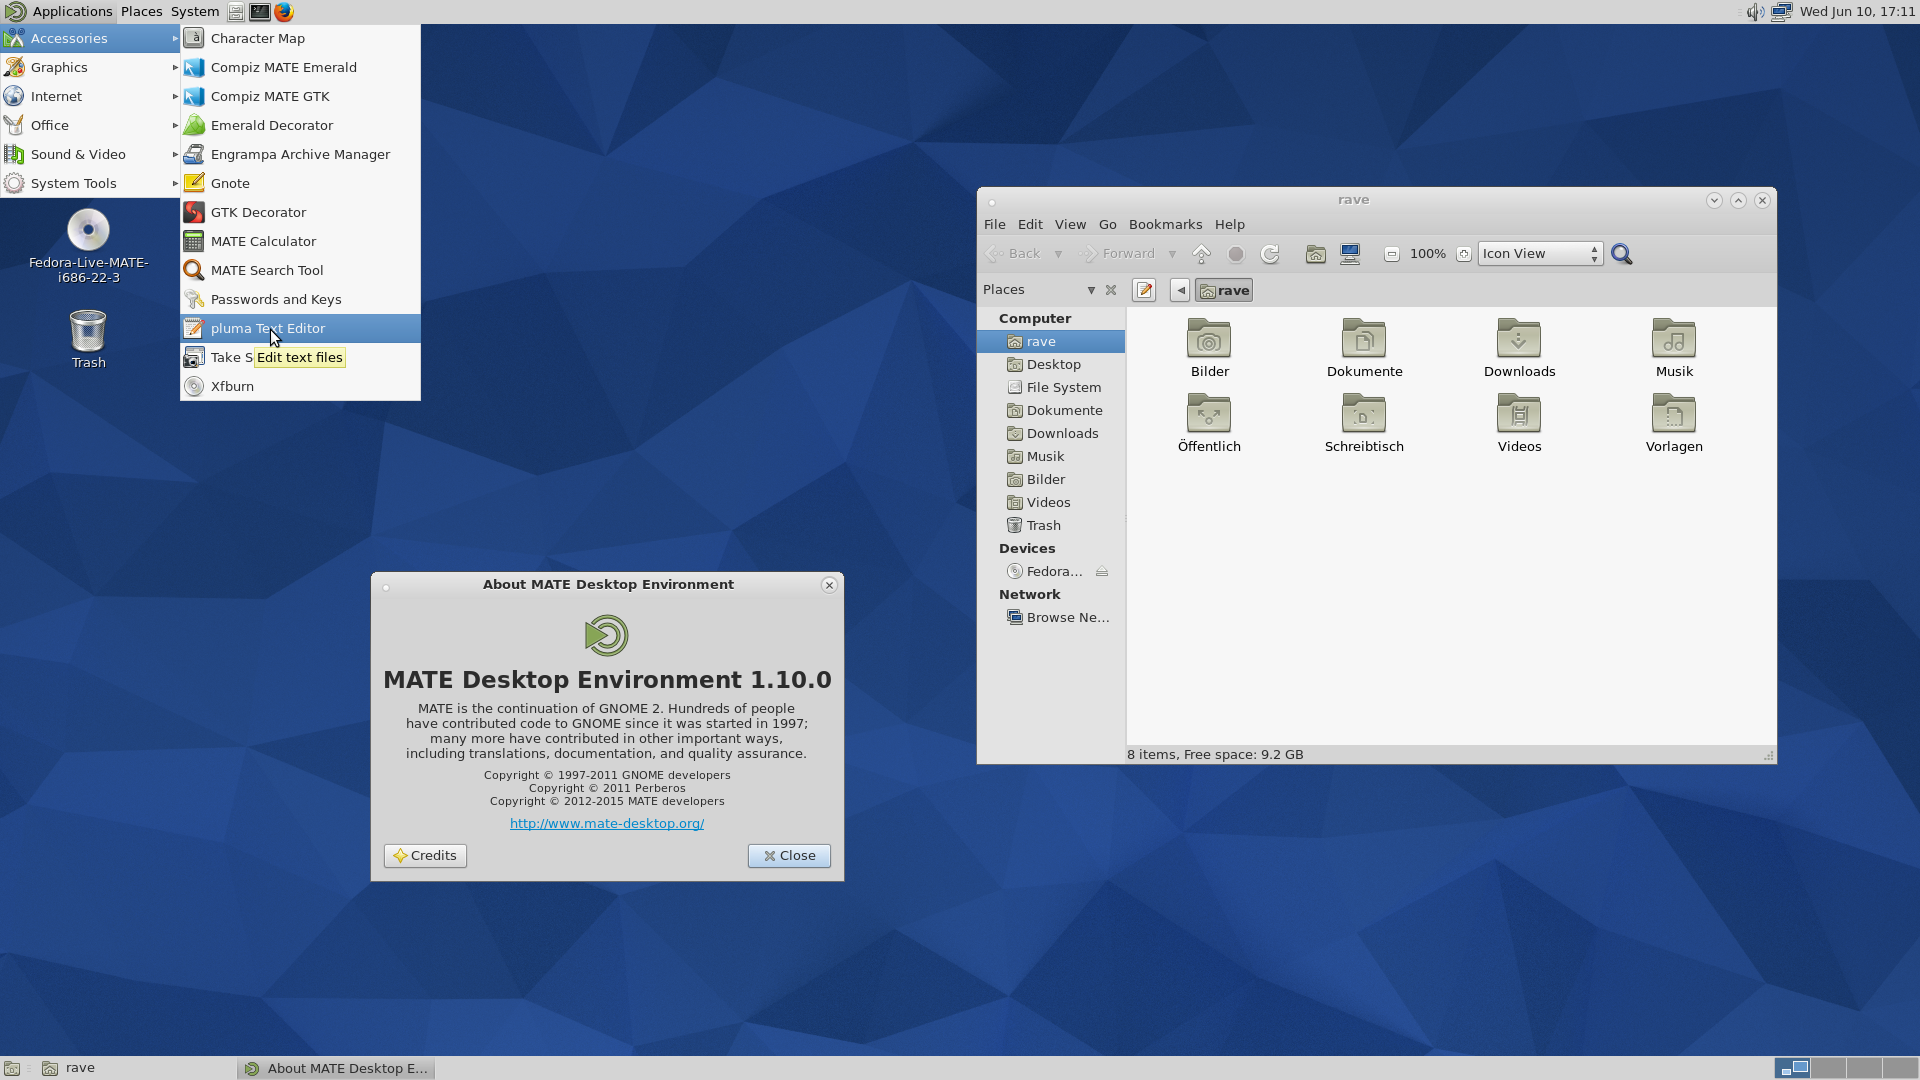 Applications Places System
Wed Jun 10, 17:11
Accessories
Graphics
Internet
Office
Sound & Video
System Tools
Character Map
Compiz MATE Emerald
Compiz MATE GTK
Emerald Decorator
Engrampa Archive Manager
Gnote
GTK Decorator
MATE Calculator
MATE Search Tool
Passwords and Keys
pluma Text Editor
Take S
Edit text files
Xfburn
Fedora-Live-MATE-
i686-22-3
Trash
rave
File Edit View Go Bookmarks Help
Back Forward 100% Icon View
Places
rave
Computer
rave
Desktop
File System
Dokumente
Downloads
Musik
Bilder
Videos
Trash
Devices
Fedora...
Network
Browse Ne...
Bilder Dokumente Downloads Musik
Öffentlich Schreibtisch Videos Vorlagen
8 items, Free space: 9.2 GB
About MATE Desktop Environment
MATE Desktop Environment 1.10.0
MATE is the continuation of GNOME 2. Hundreds of people
have contributed code to GNOME since it was started in 1997;
many more have contributed in other important ways,
including translations, documentation, and quality assurance.
Copyright © 1997-2011 GNOME developers
Copyright © 2011 Perberos
Copyright © 2012-2015 MATE developers
http://www.mate-desktop.org/
Credits Close
rave
About MATE Desktop E...